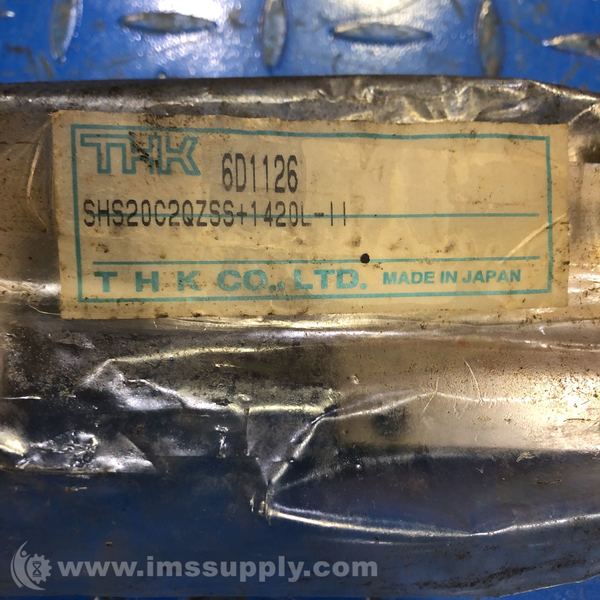 THK 6D1126
SHS20C2QZSS+1420L-II
T H K CO., LTD. MADE IN JAPAN
www.imssupply.com